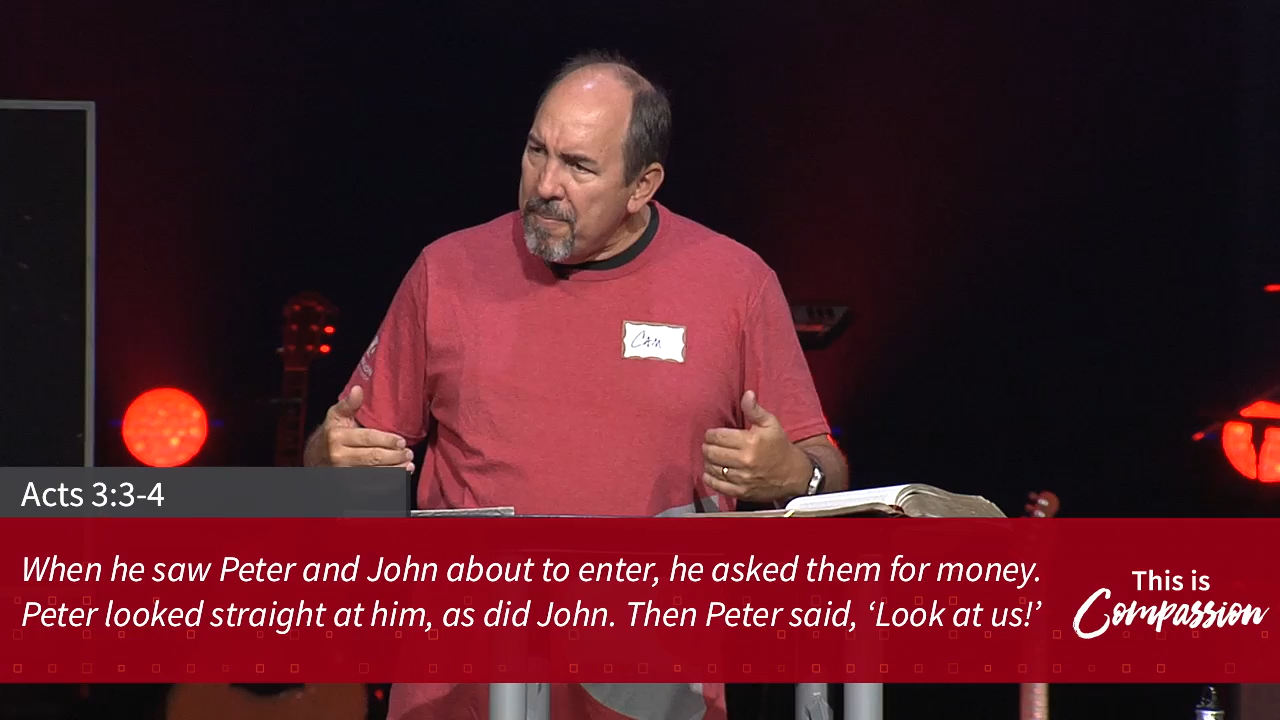 CAM
Acts 3:3-4
When he saw Peter and John about to enter, he asked them for money.
Peter looked straight at him, as did John. Then Peter said, ‘Look at us!’
This is
Compassion